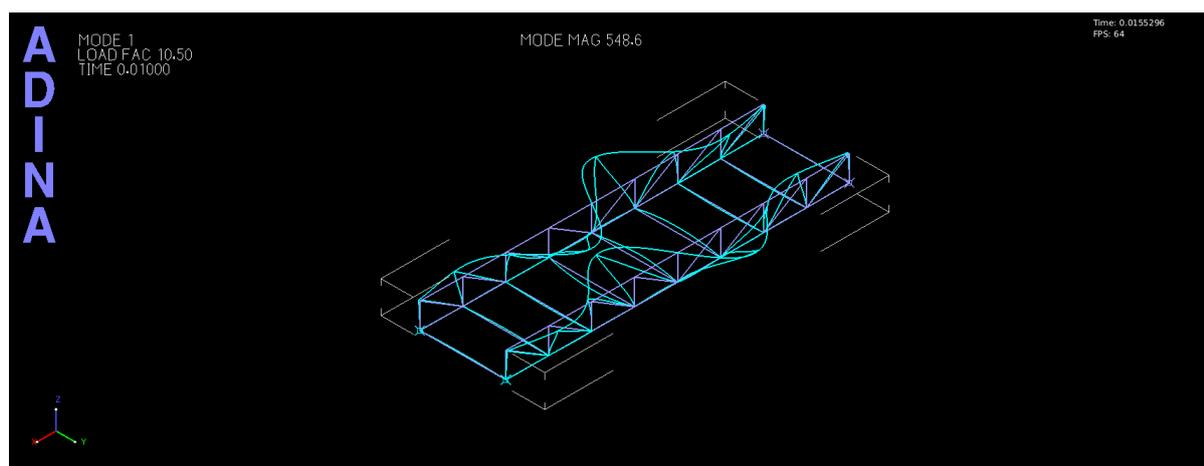 ADINA
MODE 1
LOAD FAC 10.50
TIME 0.01000
MODE MAG 548.6
Time: 0.0155296
FPS: 64
Z
X
Y